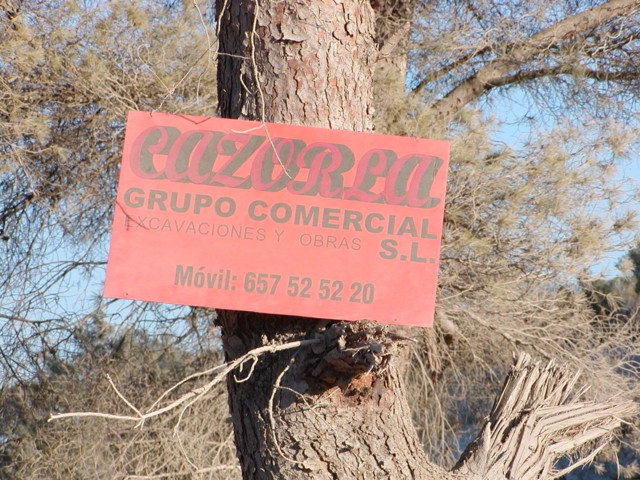 CAZORLA
GRUPO COMERCIAL
EXCAVACIONES Y OBRAS S.L.
Móvil: 657 52 52 20